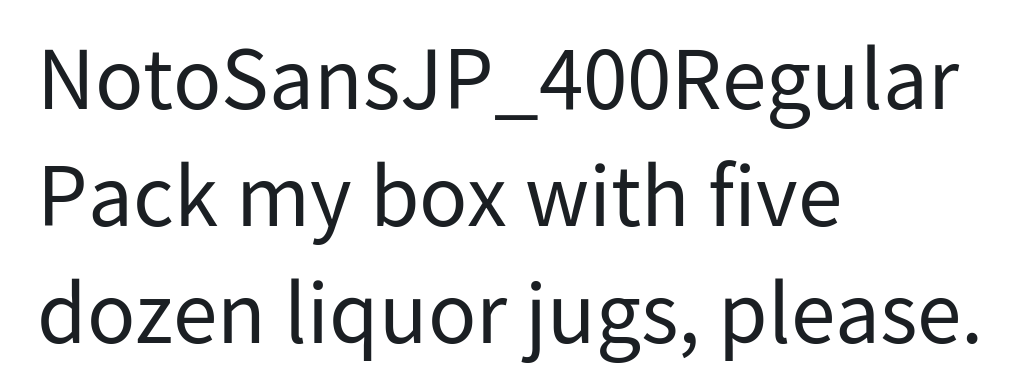 NotoSansJP_400Regular
Pack my box with five
dozen liquor jugs, please.